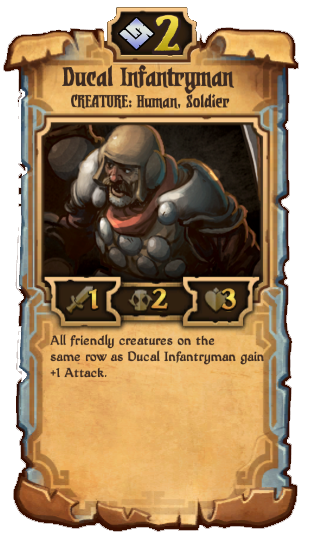 2
Ducal Infantryman
CREATURE: Human, Soldier
1 2 3
All friendly creatures on the
same row as Ducal Infantryman gain
+1 Attack.